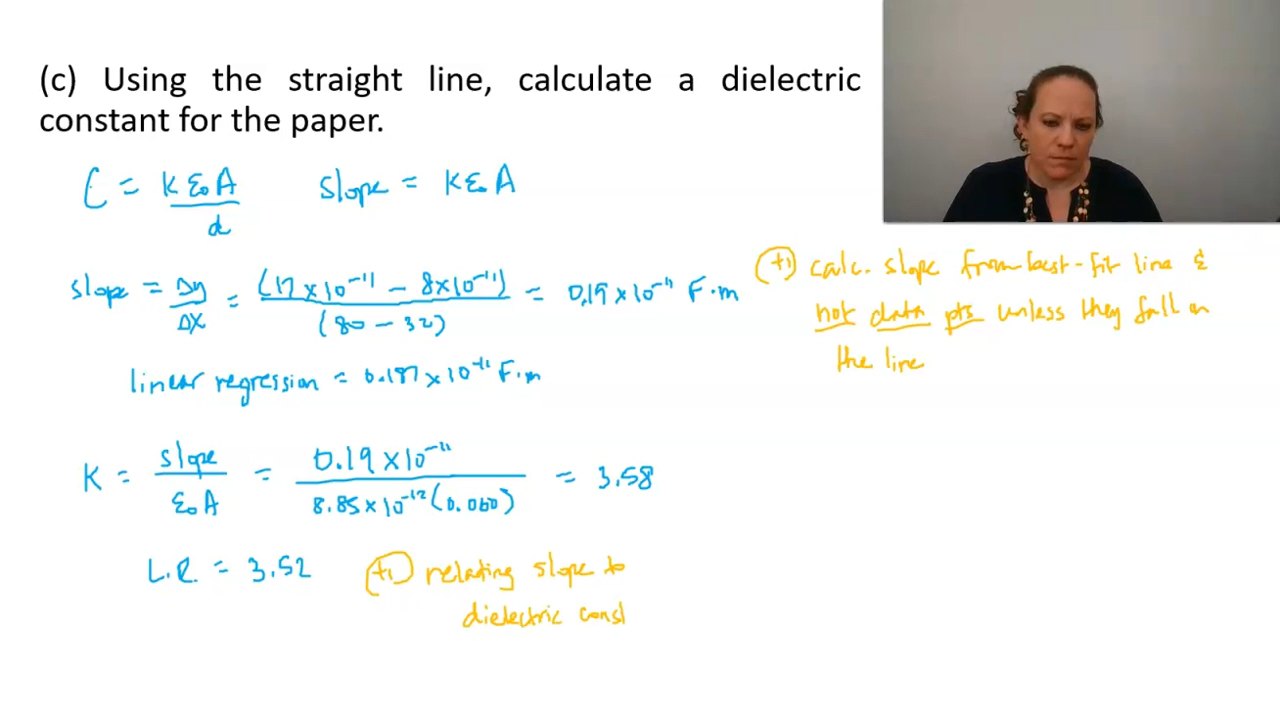 (c) Using the straight line, calculate a dielectric
constant for the paper.
C = κε₀A / d    slope = κε₀A
slope = Δy / Δx = (17 × 10⁻¹¹ − 8 × 10⁻¹¹) / (80 − 32) = 0.19 × 10⁻¹¹ F·m
linear regression = 0.187 × 10⁻¹¹ F·m
κ = slope / ε₀A = 0.19 × 10⁻¹¹ / 8.85 × 10⁻¹² (0.060) = 3.58
L.R. = 3.52
(+1) relating slope to
dielectric const
(+1) calc. slope from best-fit line &
not data pts unless they fall on
the line